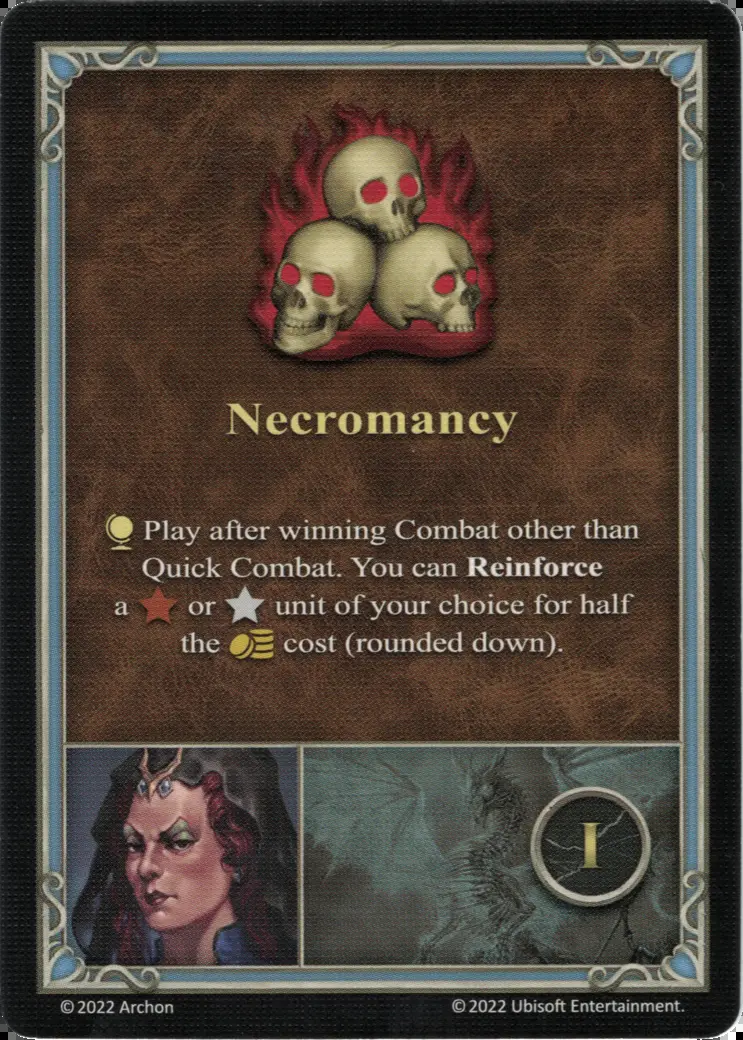 Necromancy
Play after winning Combat other than
Quick Combat. You can Reinforce
a or unit of your choice for half
the cost (rounded down).
I
© 2022 Archon
© 2022 Ubisoft Entertainment.